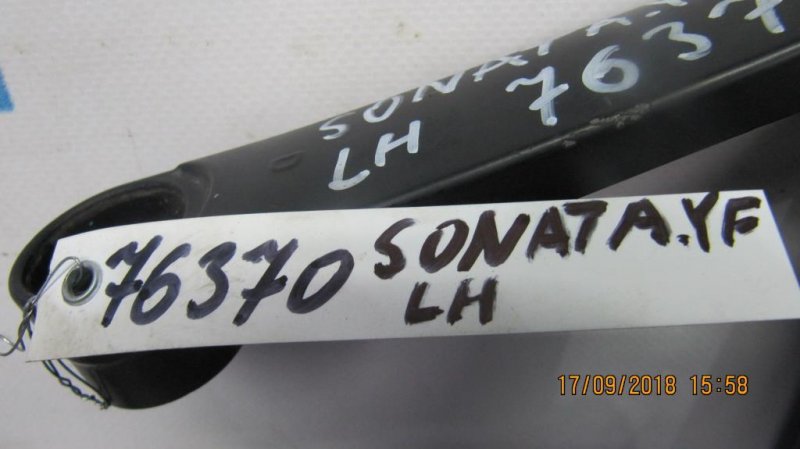 SONATA.Y
LH 7637
76370 SONATA.YF
LH
17/09/2018 15:58